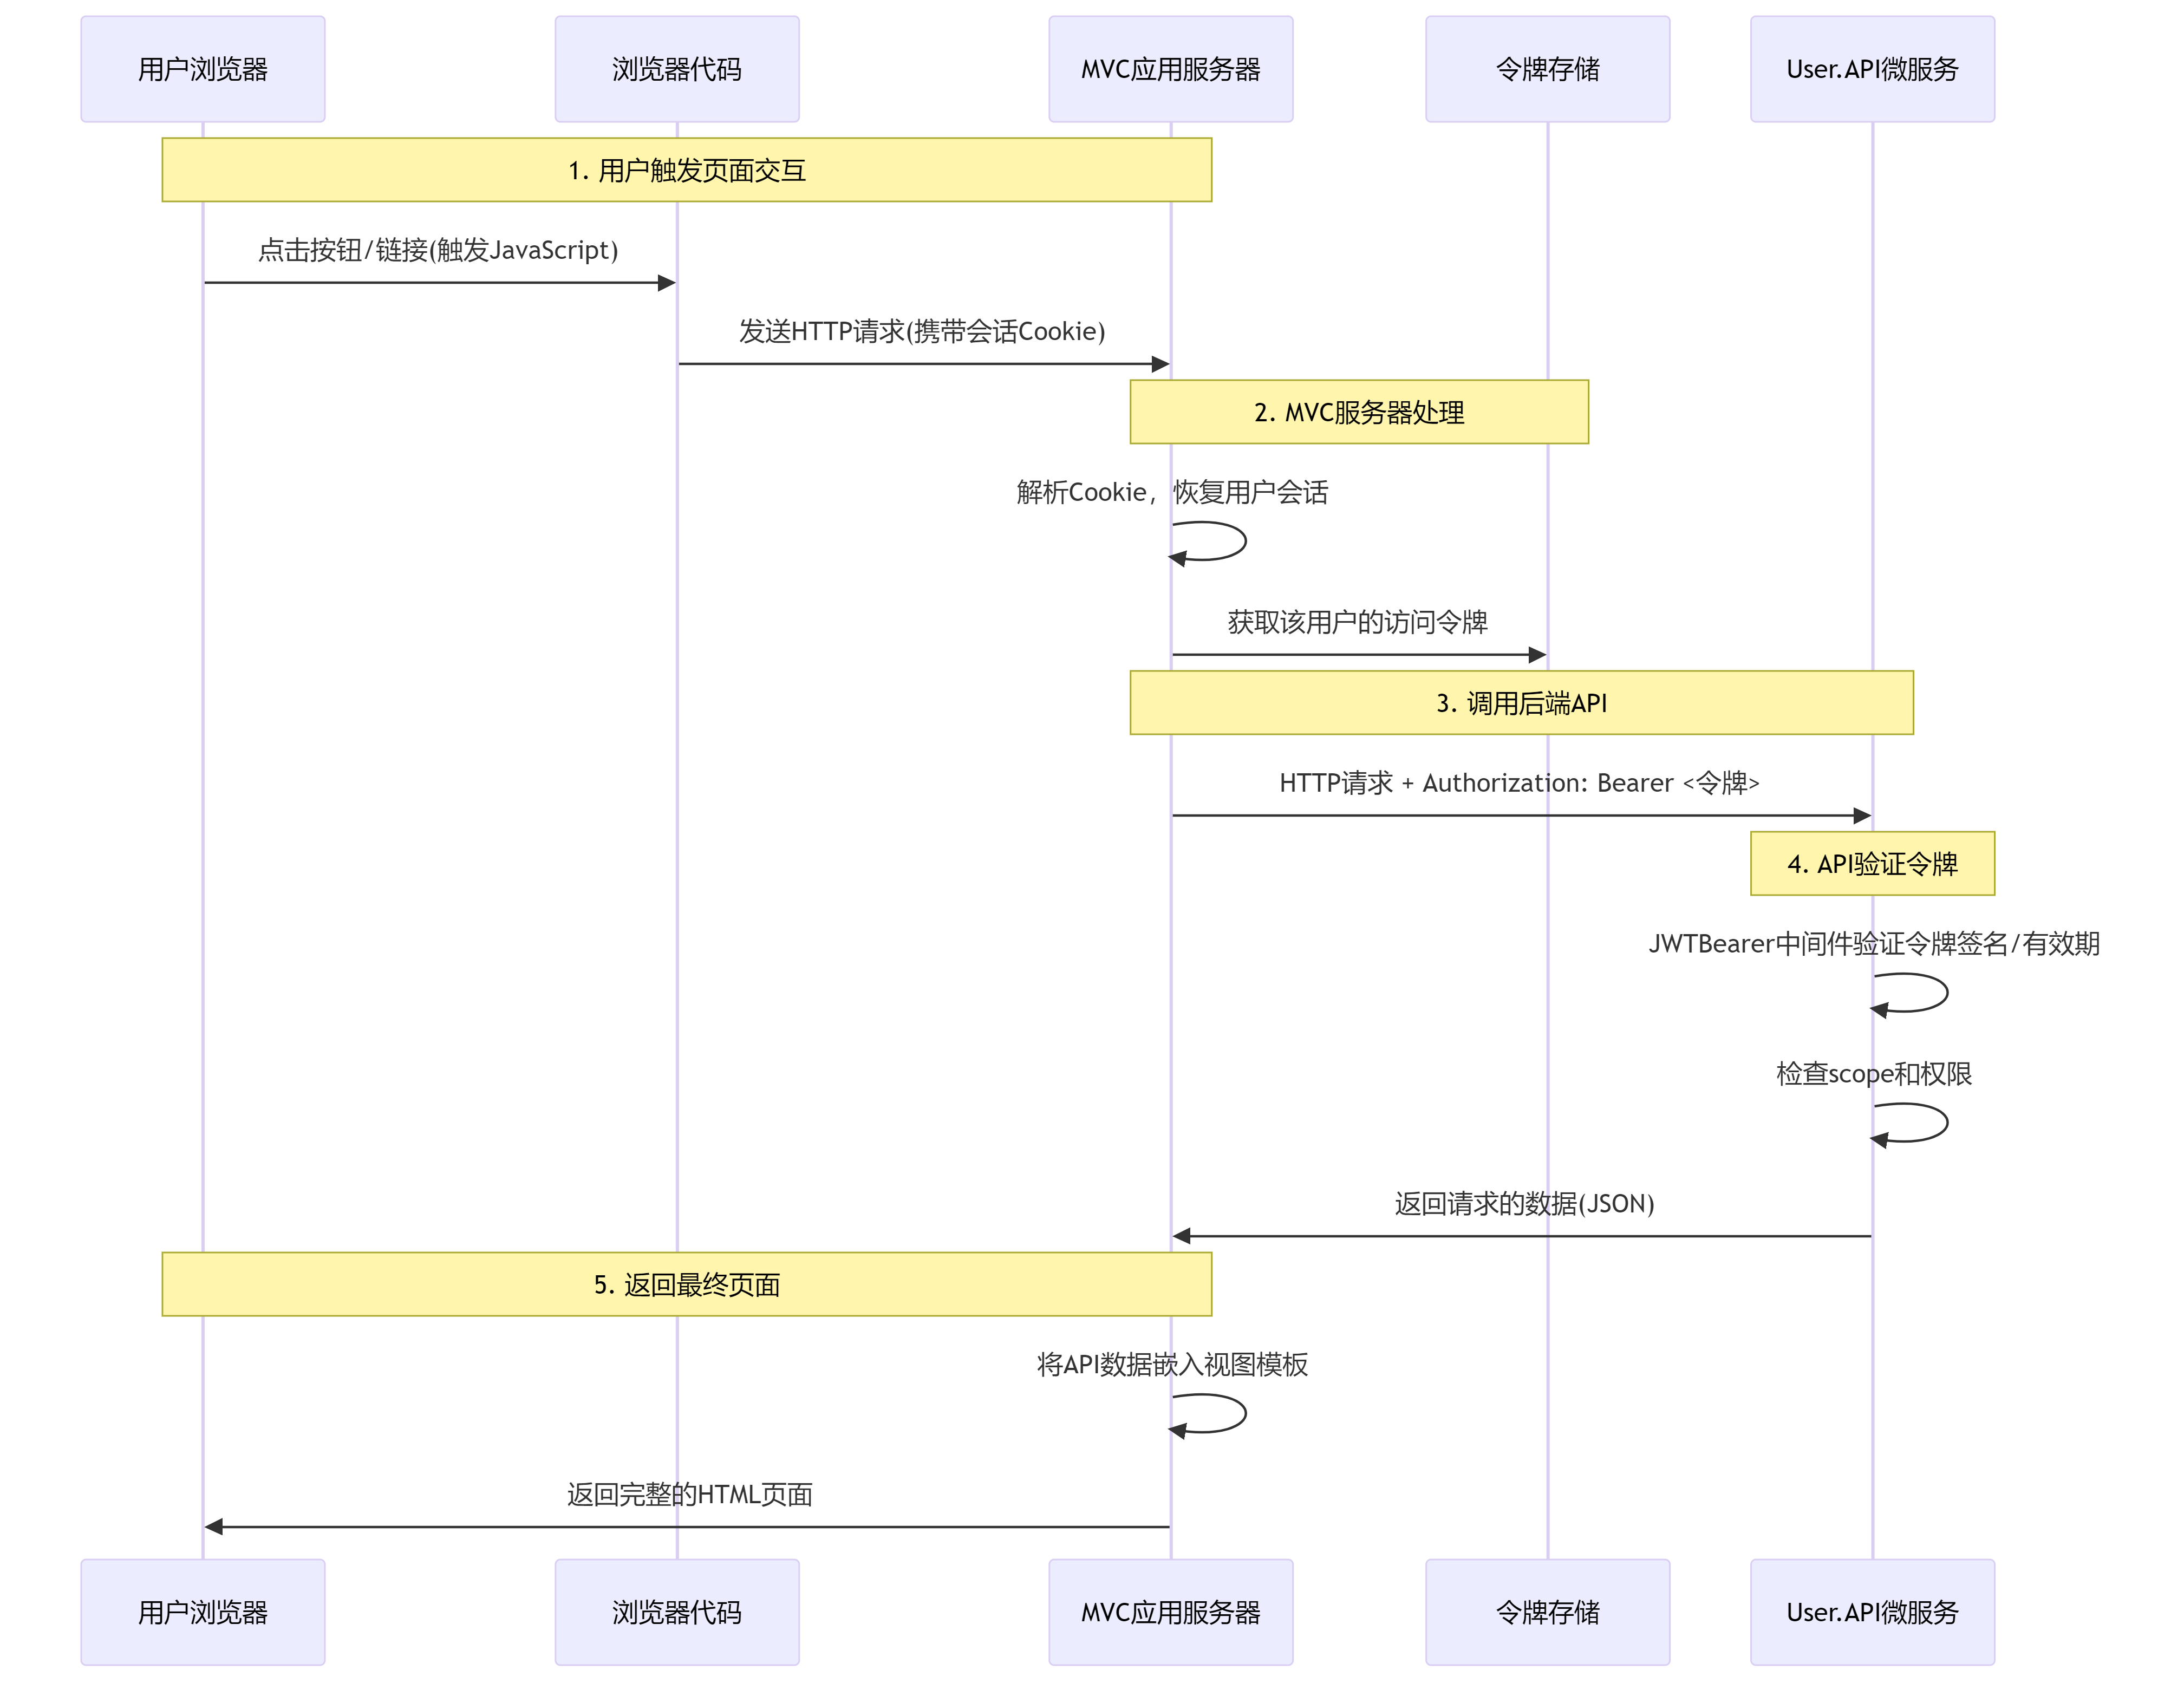 用户浏览器
浏览器代码
MVC应用服务器
令牌存储
User.API微服务
1. 用户触发页面交互
点击按钮/链接(触发JavaScript)
发送HTTP请求(携带会话Cookie)
2. MVC服务器处理
解析Cookie，恢复用户会话
获取该用户的访问令牌
3. 调用后端API
HTTP请求 + Authorization: Bearer <令牌>
4. API验证令牌
JWTBearer中间件验证令牌签名/有效期
检查scope和权限
返回请求的数据(JSON)
5. 返回最终页面
将API数据嵌入视图模板
返回完整的HTML页面
用户浏览器
浏览器代码
MVC应用服务器
令牌存储
User.API微服务